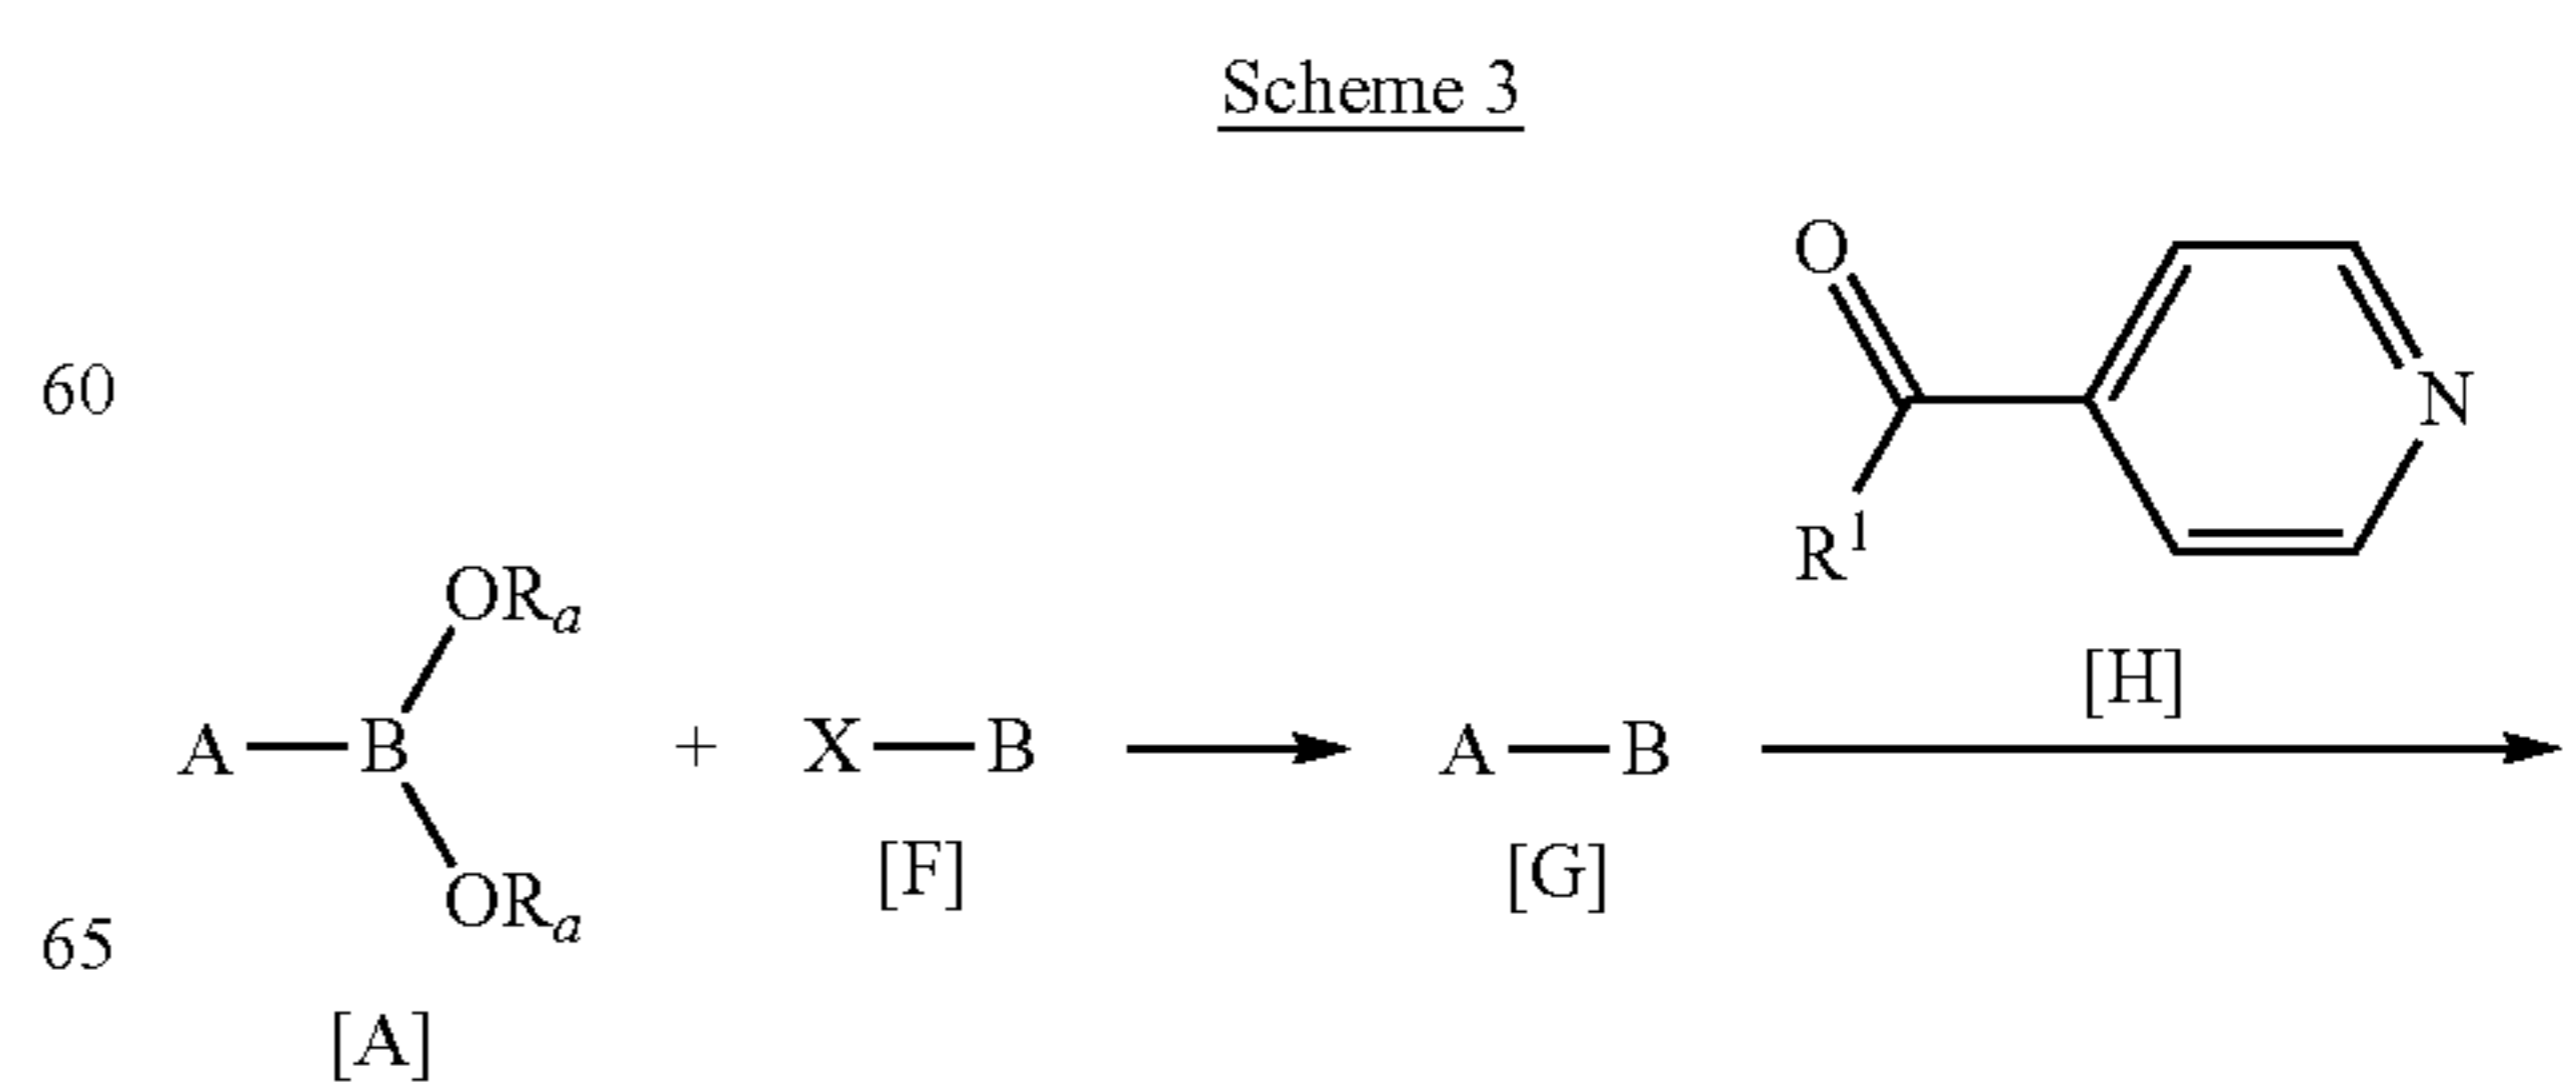 Scheme 3
O
60
N
R¹
ORₐ
[H]
A—B + X—B → A—B
[F] [G]
ORₐ
65
[A]